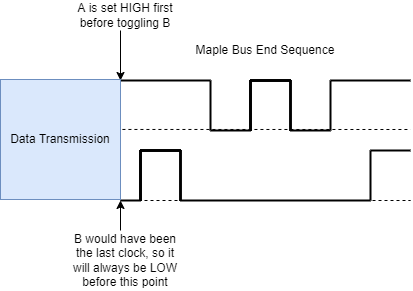 A is set HIGH first
before toggling B
Maple Bus End Sequence
Data Transmission
B would have been
the last clock, so it
will always be LOW
before this point